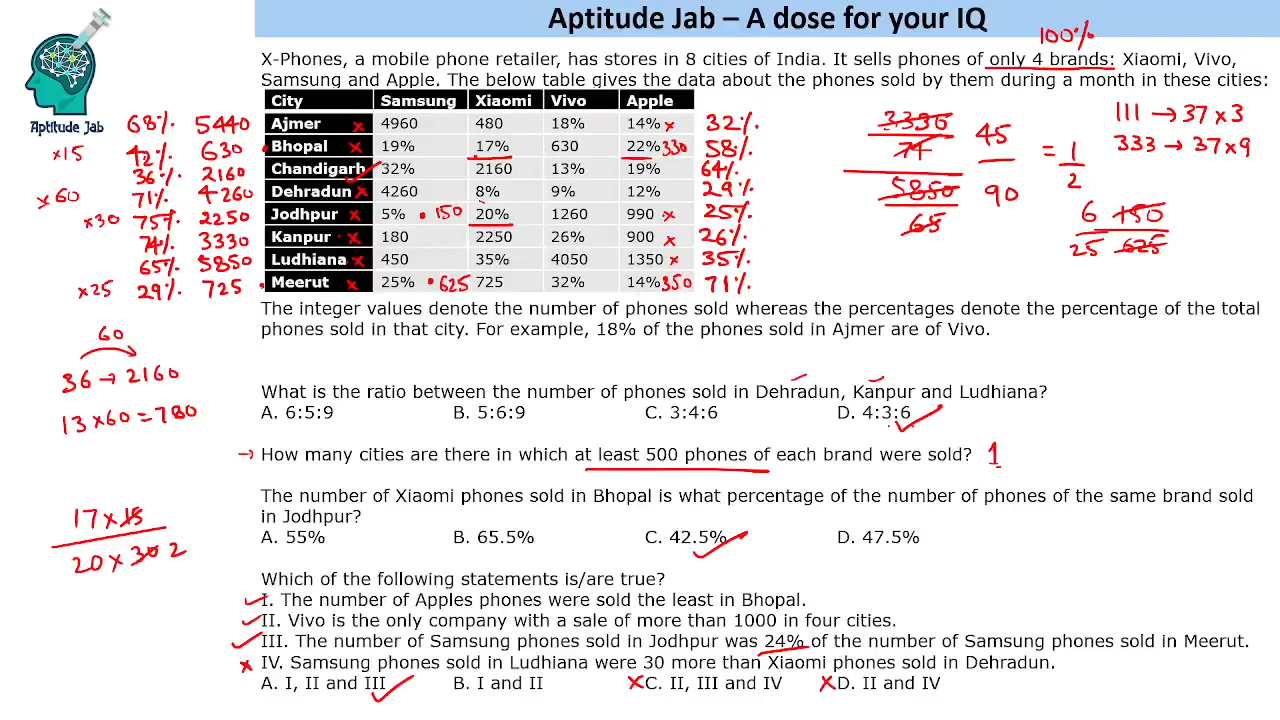 Aptitude Jab – A dose for your IQ
100%
X-Phones, a mobile phone retailer, has stores in 8 cities of India. It sells phones of only 4 brands: Xiaomi, Vivo,
Samsung and Apple. The below table gives the data about the phones sold by them during a month in these cities:
Aptitude Jab
City Samsung Xiaomi Vivo Apple
68% 5440 Ajmer x 4960 480 18% 14% x 32%
x15 42% 630 Bhopal x 19% 17% 630 22% 330 58%
36% 2160 Chandigarh 32% 2160 13% 19% 64%
x60 71% 4260 Dehradun x 4260 8% 9% 12% 29%
x30 75% 2250 Jodhpur x 5% 150 20% 1260 990 x 25%
74% 3330 Kanpur x 180 2250 26% 900 x 26%
65% 5850 Ludhiana x 450 35% 4050 1350 x 35%
x25 29% 725 Meerut x 25% 625 725 32% 14% 350 71%
3330
74
45
5850
65
90
= 1
2
111 → 37 x 3
333 → 37 x 9
6 150
25 625
The integer values denote the number of phones sold whereas the percentages denote the percentage of the total
phones sold in that city. For example, 18% of the phones sold in Ajmer are of Vivo.
60
36 → 2160
13 x 60 = 780
What is the ratio between the number of phones sold in Dehradun, Kanpur and Ludhiana?
A. 6:5:9 B. 5:6:9 C. 3:4:6 D. 4:3:6
→ How many cities are there in which at least 500 phones of each brand were sold? 1
The number of Xiaomi phones sold in Bhopal is what percentage of the number of phones of the same brand sold
in Jodhpur?
A. 55% B. 65.5% C. 42.5% D. 47.5%
17 x 15
20 x 30 2
Which of the following statements is/are true?
I. The number of Apples phones were sold the least in Bhopal.
II. Vivo is the only company with a sale of more than 1000 in four cities.
III. The number of Samsung phones sold in Jodhpur was 24% of the number of Samsung phones sold in Meerut.
x IV. Samsung phones sold in Ludhiana were 30 more than Xiaomi phones sold in Dehradun.
A. I, II and III B. I and II x C. II, III and IV x D. II and IV